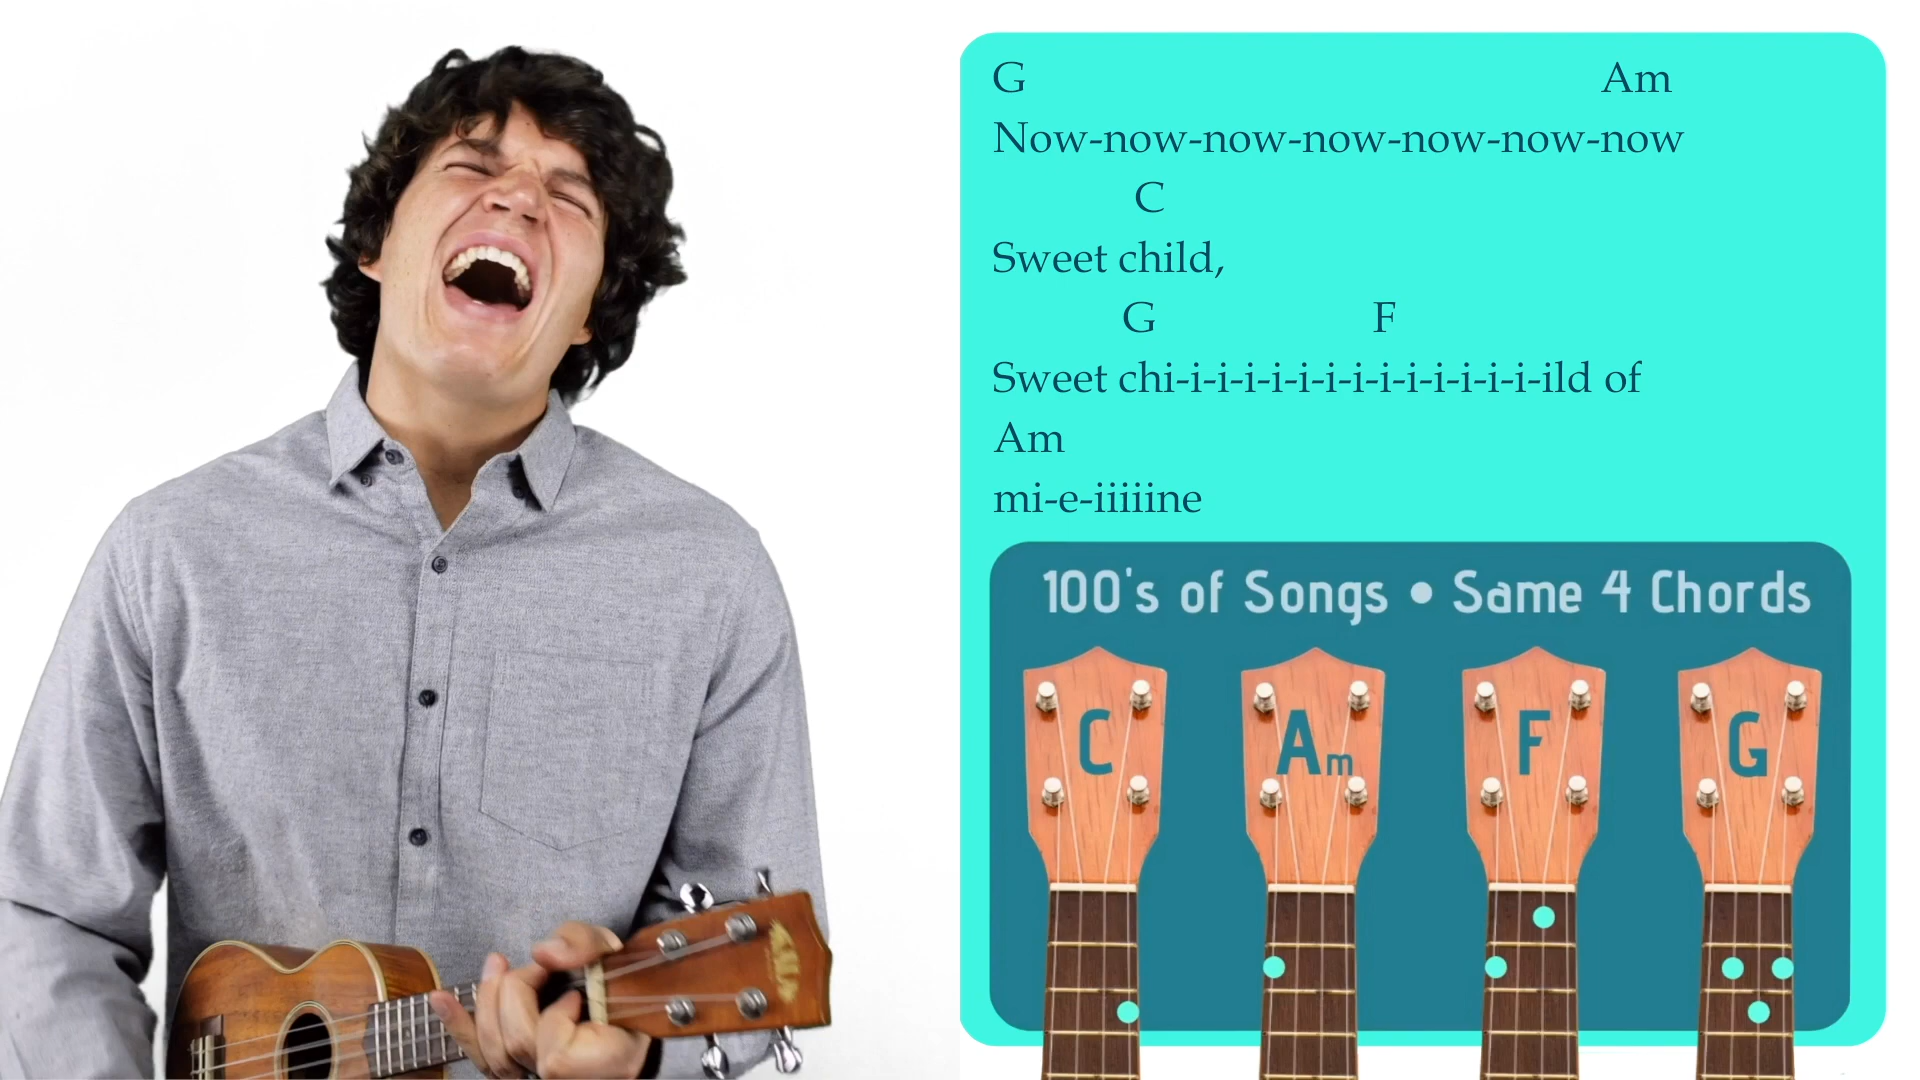 G Am
Now-now-now-now-now-now-now
C
Sweet child,
G F
Sweet chi-i-i-i-i-i-i-i-i-i-i-i-i-i-ild of
Am
mi-e-iiiiine
100's of Songs • Same 4 Chords
C Am F G